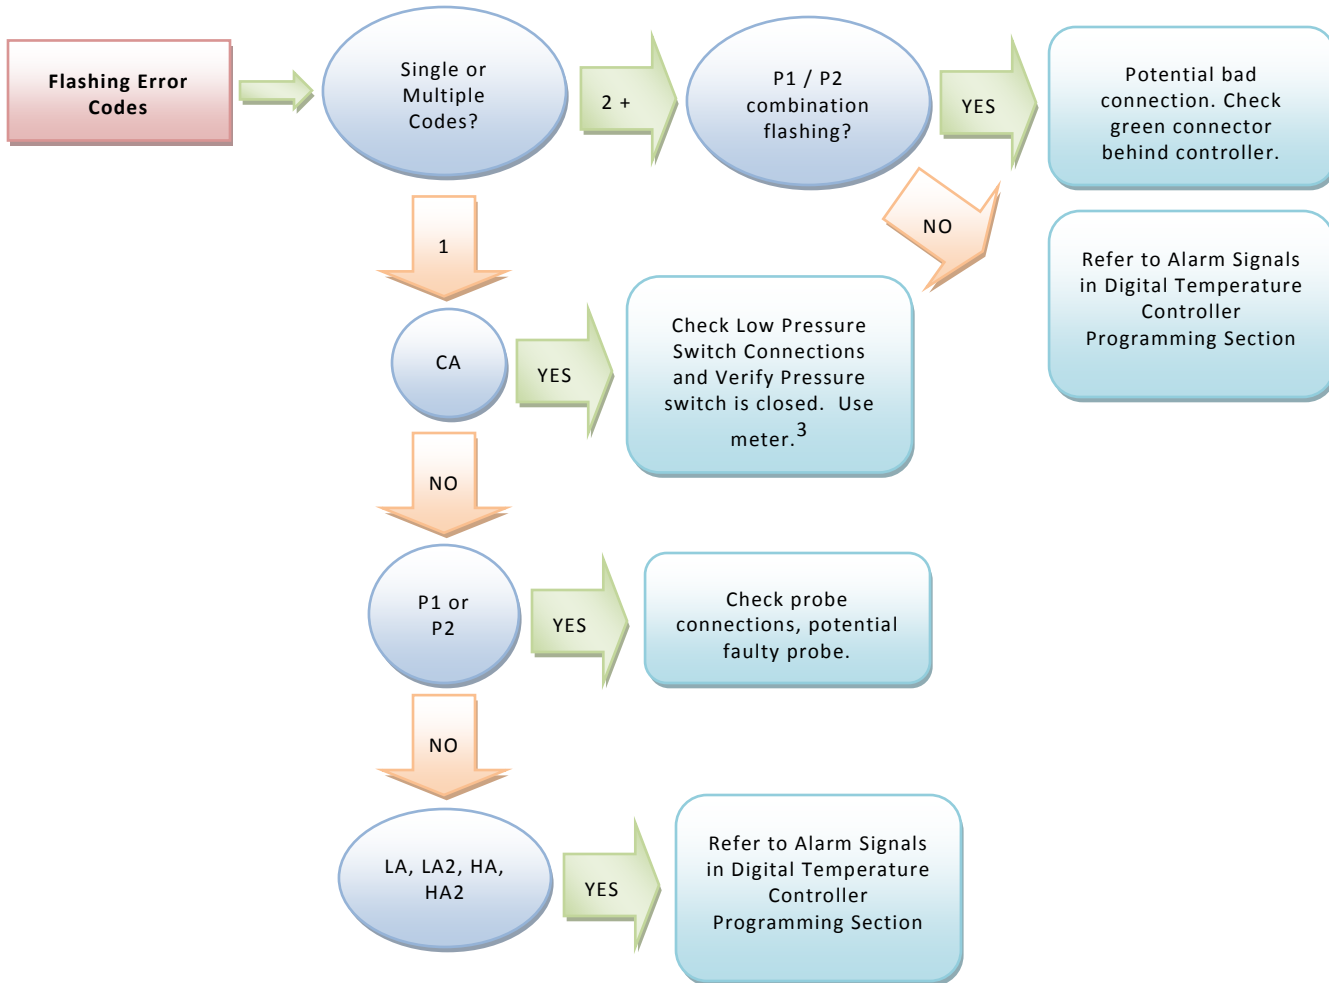 Flashing Error
Codes
Single or
Multiple
Codes?
2 +
P1 / P2
combination
flashing?
YES
Potential bad
connection. Check
green connector
behind controller.
NO
Refer to Alarm Signals
in Digital Temperature
Controller
Programming Section
1
CA
YES
Check Low Pressure
Switch Connections
and Verify Pressure
switch is closed.  Use
meter.3
NO
P1 or
P2
YES
Check probe
connections, potential
faulty probe.
NO
LA, LA2, HA,
HA2
YES
Refer to Alarm Signals
in Digital Temperature
Controller
Programming Section